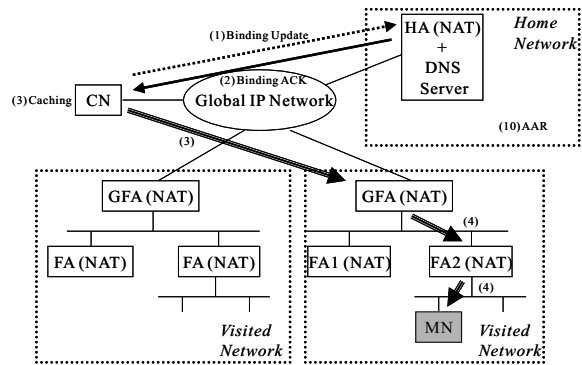 Home
Network
HA (NAT)
+
DNS
Server
(10)AAR
(1)Binding Update
(2)Binding ACK
(3)Caching
CN
Global IP Network
(3)
GFA (NAT)
FA (NAT)
FA (NAT)
Visited
Network
GFA (NAT)
(4)
FA1 (NAT)
FA2 (NAT)
(4)
MN
Visited
Network